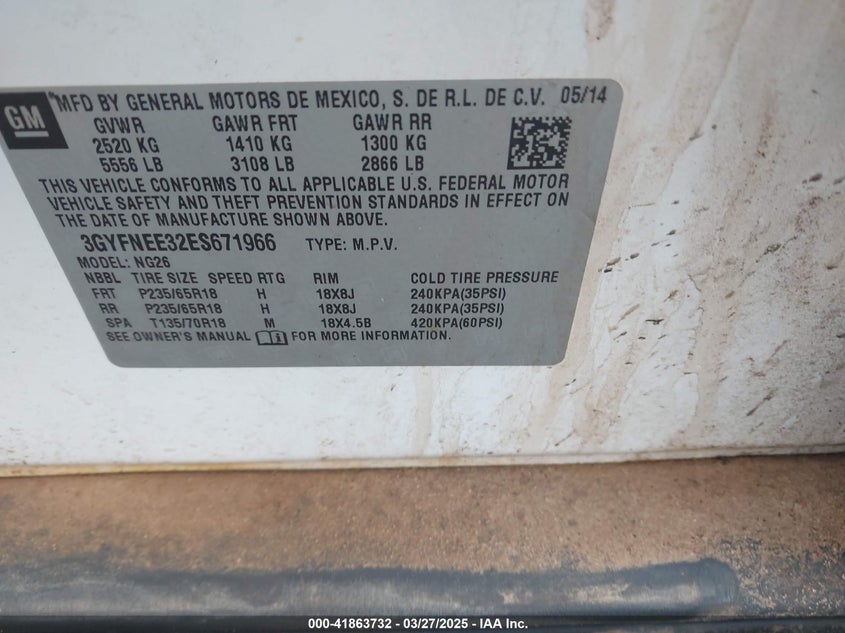 GM
MFD BY GENERAL MOTORS DE MEXICO, S. DE R.L. DE C.V. 05/14
GVWR GAWR FRT GAWR RR
2520 KG 1410 KG 1300 KG
5556 LB 3108 LB 2866 LB
THIS VEHICLE CONFORMS TO ALL APPLICABLE U.S. FEDERAL MOTOR
VEHICLE SAFETY AND THEFT PREVENTION STANDARDS IN EFFECT ON
THE DATE OF MANUFACTURE SHOWN ABOVE.
3GYFNEE32ES671966 TYPE: M.P.V.
MODEL: NG26
NBBL TIRE SIZE SPEED RTG RIM COLD TIRE PRESSURE
FRT P235/65R18 H 18X8J 240KPA(35PSI)
RR P235/65R18 H 18X8J 240KPA(35PSI)
SPA T135/70R18 M 18X4.5B 420KPA(60PSI)
SEE OWNER'S MANUAL FOR MORE INFORMATION.
000-41863732 - 03/27/2025 - IAA Inc.